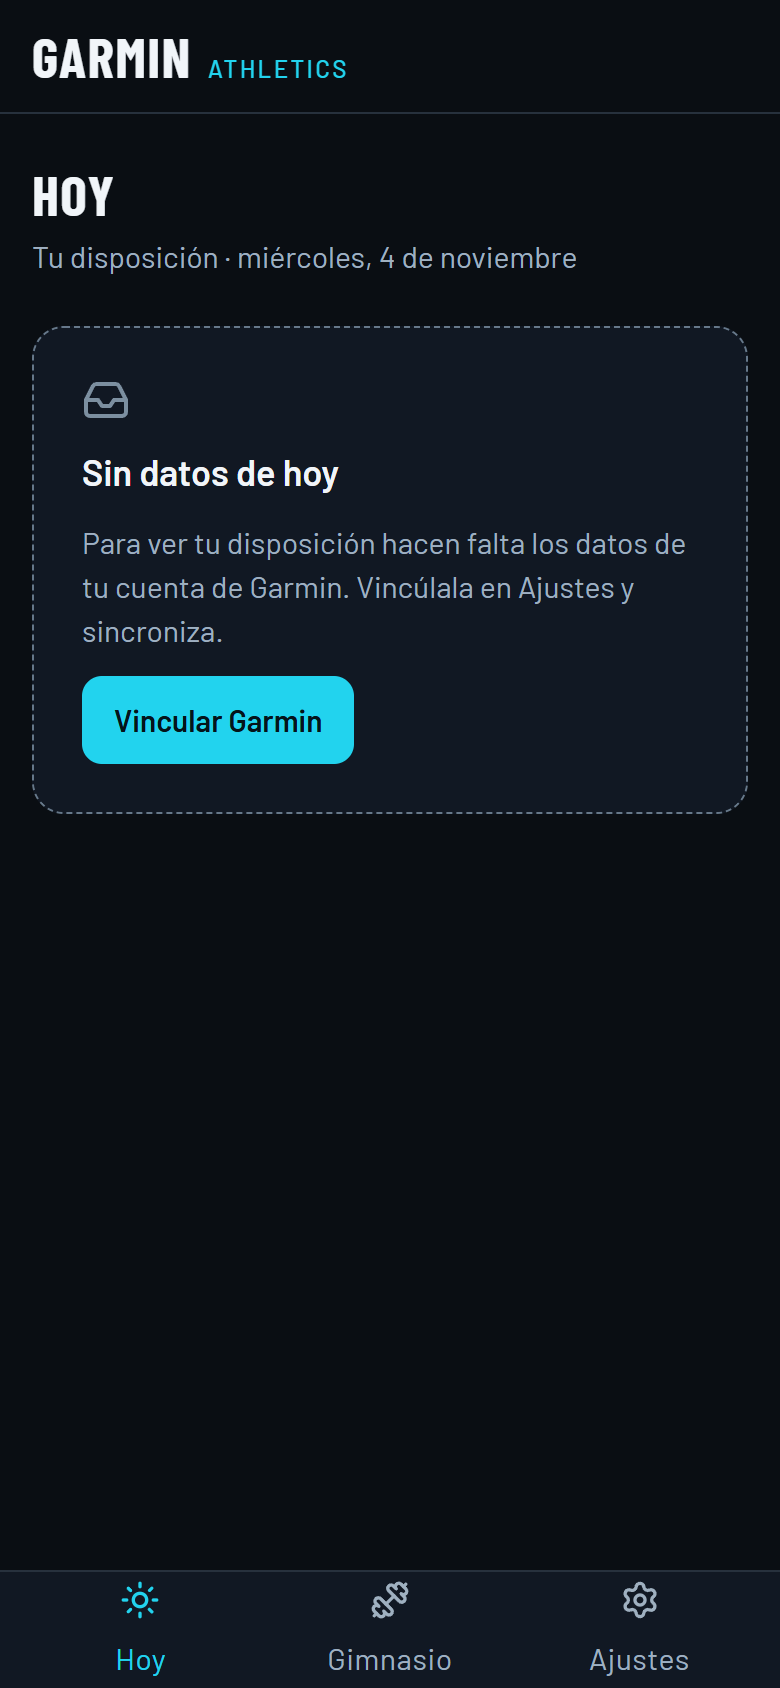 GARMIN ATHLETICS
HOY
Tu disposición · miércoles, 4 de noviembre
Sin datos de hoy
Para ver tu disposición hacen falta los datos de
tu cuenta de Garmin. Vincúlala en Ajustes y
sincroniza.
Vincular Garmin
Hoy Gimnasio Ajustes